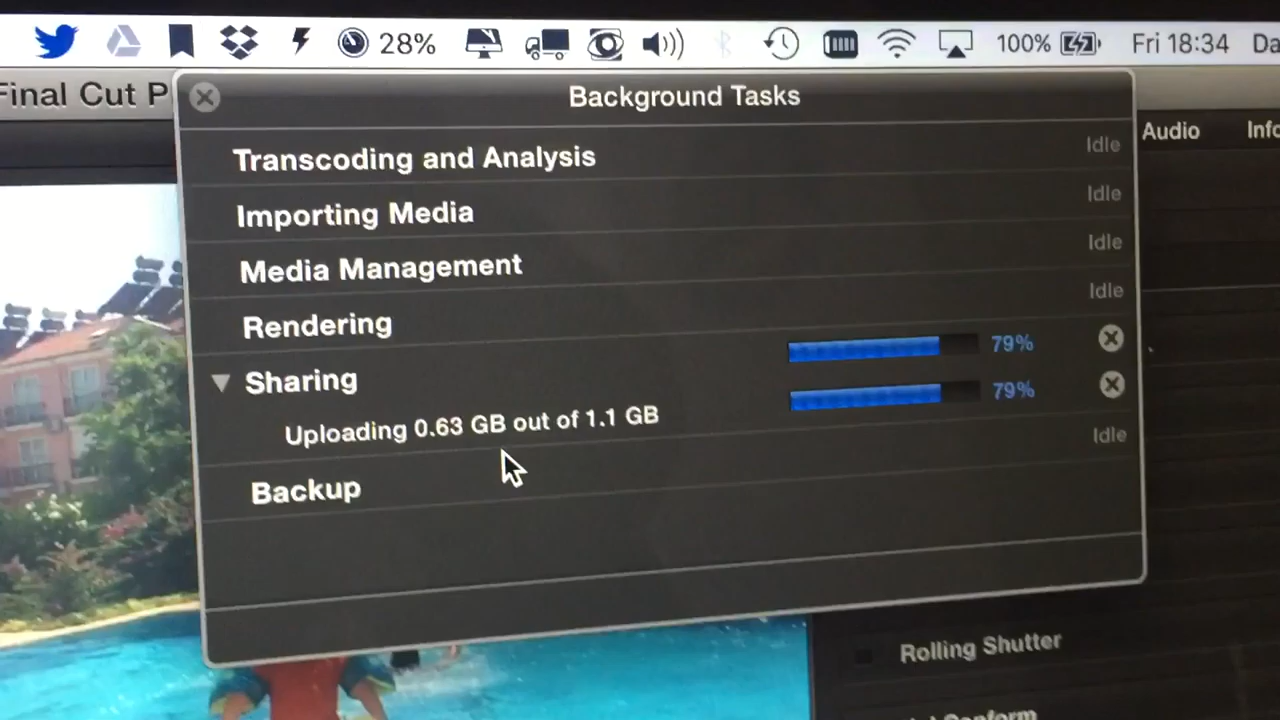 28%
100%
Fri 18:34
Final Cut
Background Tasks
Audio
Transcoding and Analysis
Idle
Importing Media
Idle
Media Management
Idle
Rendering
Idle
Sharing
79%
Uploading 0.63 GB out of 1.1 GB
79%
Backup
Idle
Rolling Shutter
Conform